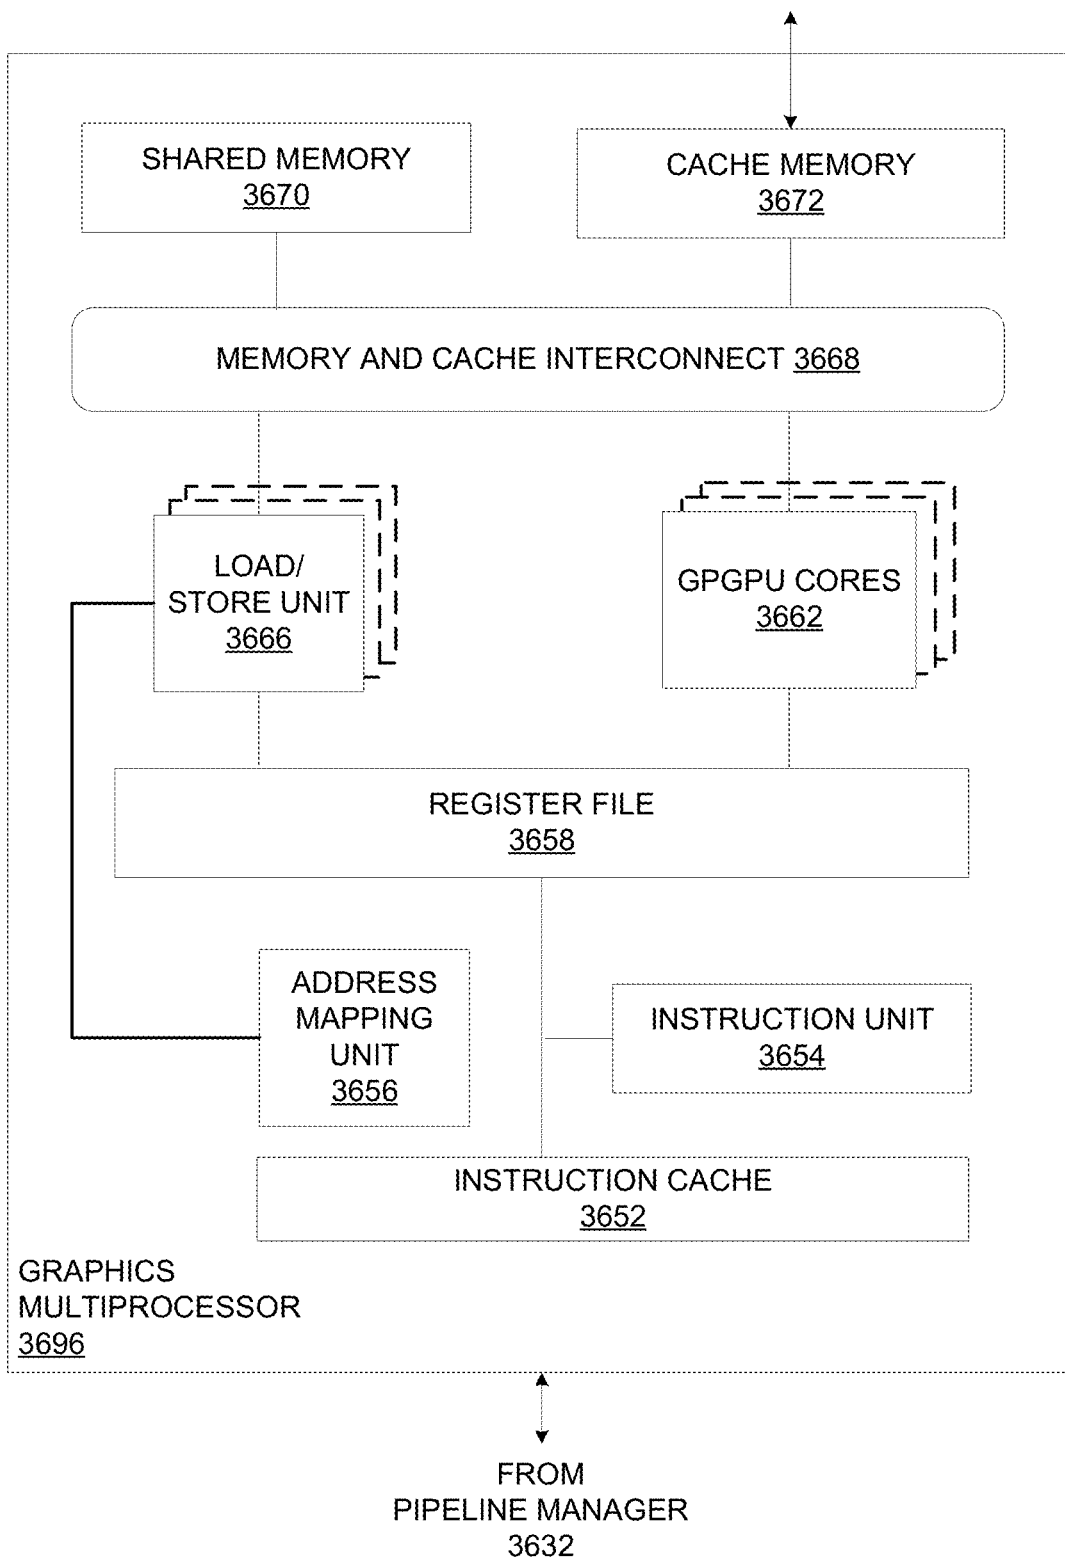 SHARED MEMORY
3670
CACHE MEMORY
3672
MEMORY AND CACHE INTERCONNECT 3668
LOAD/
STORE UNIT
3666
GPGPU CORES
3662
REGISTER FILE
3658
ADDRESS
MAPPING
UNIT
3656
INSTRUCTION UNIT
3654
INSTRUCTION CACHE
3652
GRAPHICS
MULTIPROCESSOR
3696
FROM
PIPELINE MANAGER
3632